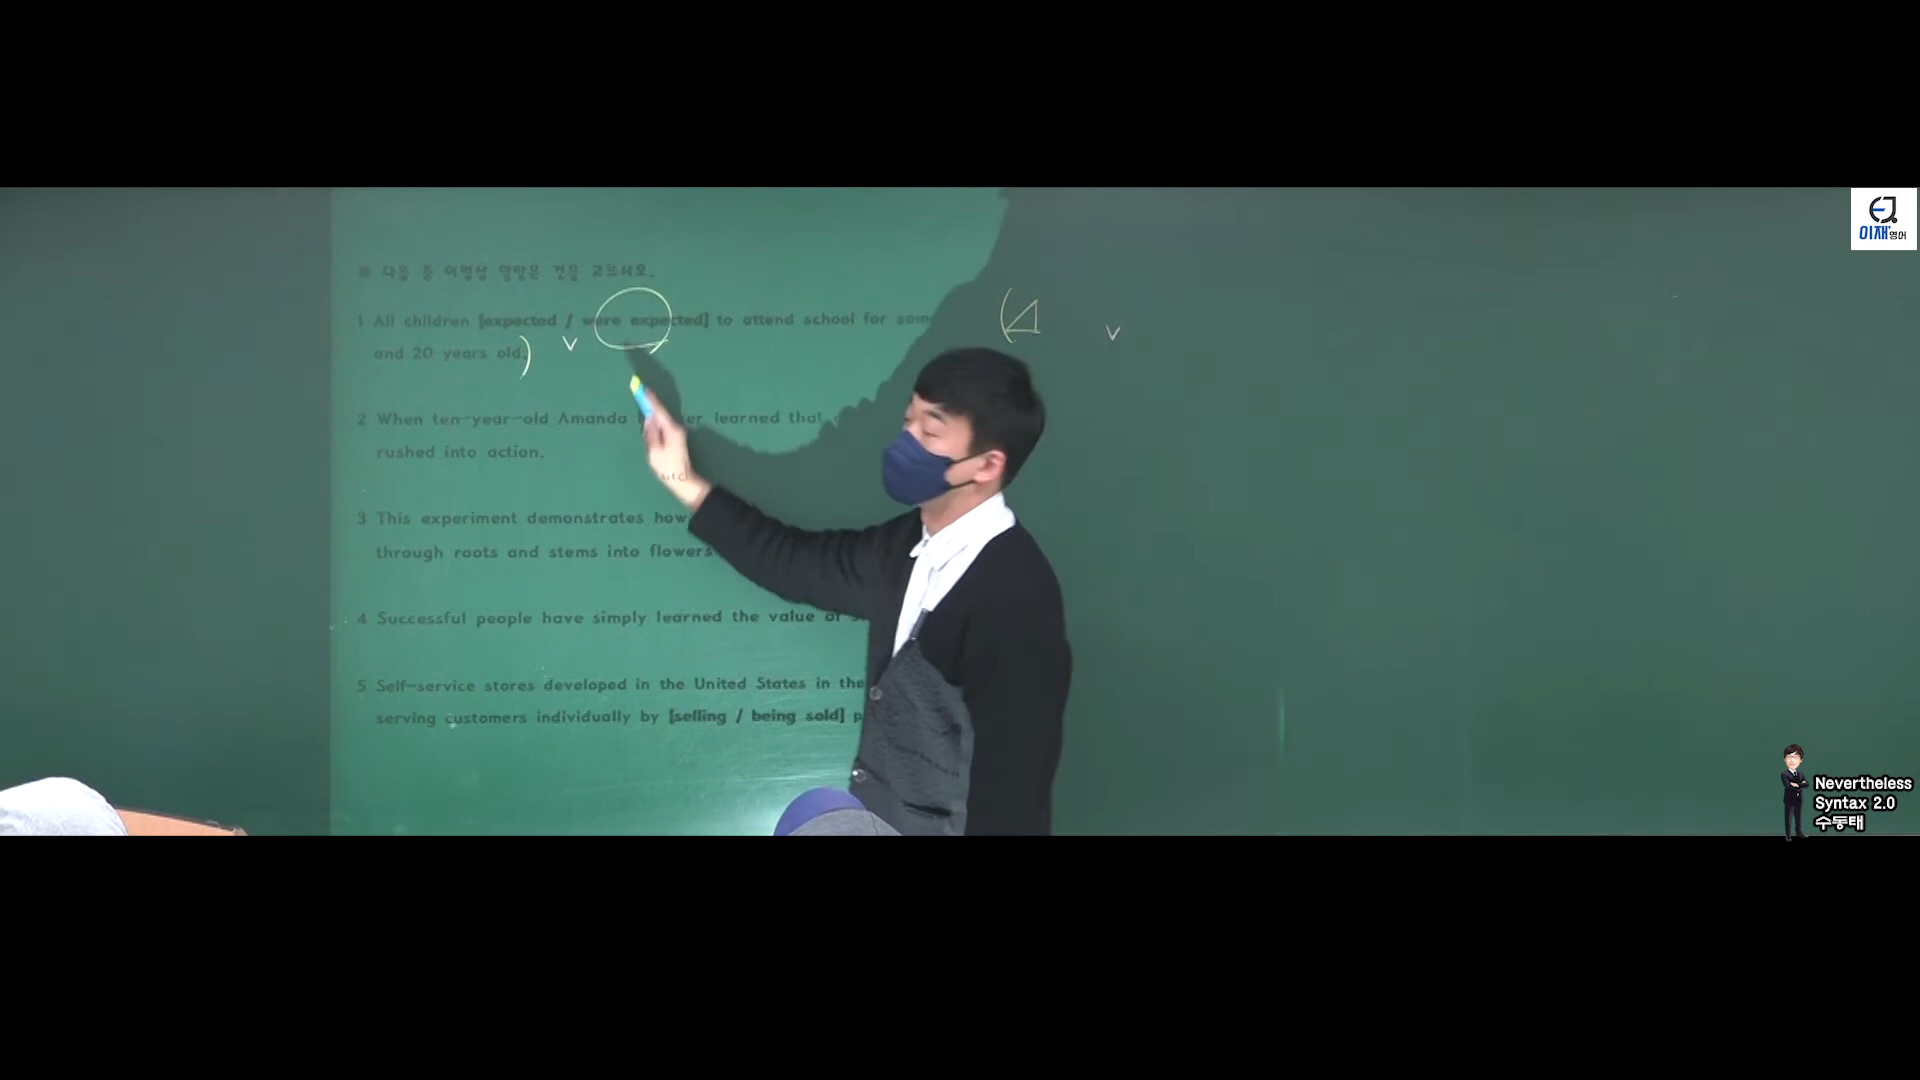 ※ 다음 중 어법상 알맞은 것을 고르시오.
1 All children [expected / were expected] to attend school for some
and 20 years old.
)
v
(
v
2 When ten-year-old Amanda learned that
rushed into action.
3 This experiment demonstrates how
through roots and stems into flowers
4 Successful people have simply learned the value of
5 Self-service stores developed in the United States in the
serving customers individually by [selling / being sold] p
EJ
이재영어
Nevertheless
Syntax 2.0
수동태